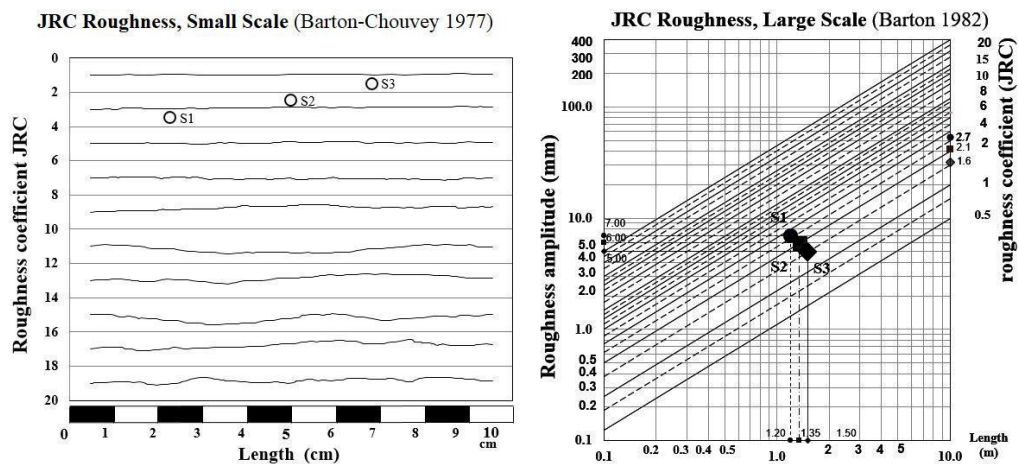 JRC Roughness, Small Scale (Barton-Chouvey 1977)
Roughness coefficient JRC
0
2
4
6
8
10
12
14
16
18
20
S1
S2
S3
0 1 2 3 4 5 6 7 8 9 10
Length (cm) cm
JRC Roughness, Large Scale (Barton 1982)
Roughness amplitude (mm)
400
300
200
100.0
10.0
5.0
4.0
3.0
2.0
1.0
0.5
0.4
0.3
0.2
0.1
7.00
6.00
5.00
S1
S2
S3
20
15
10
8
6
4
2.7
2
2.1
1.6
1
0.5
roughness coefficient (JRC)
1.20 1.35 1.50
0.1 0.2 0.3 0.4 0.5 1.0 2 3 4 5 10.0
Length
(m)